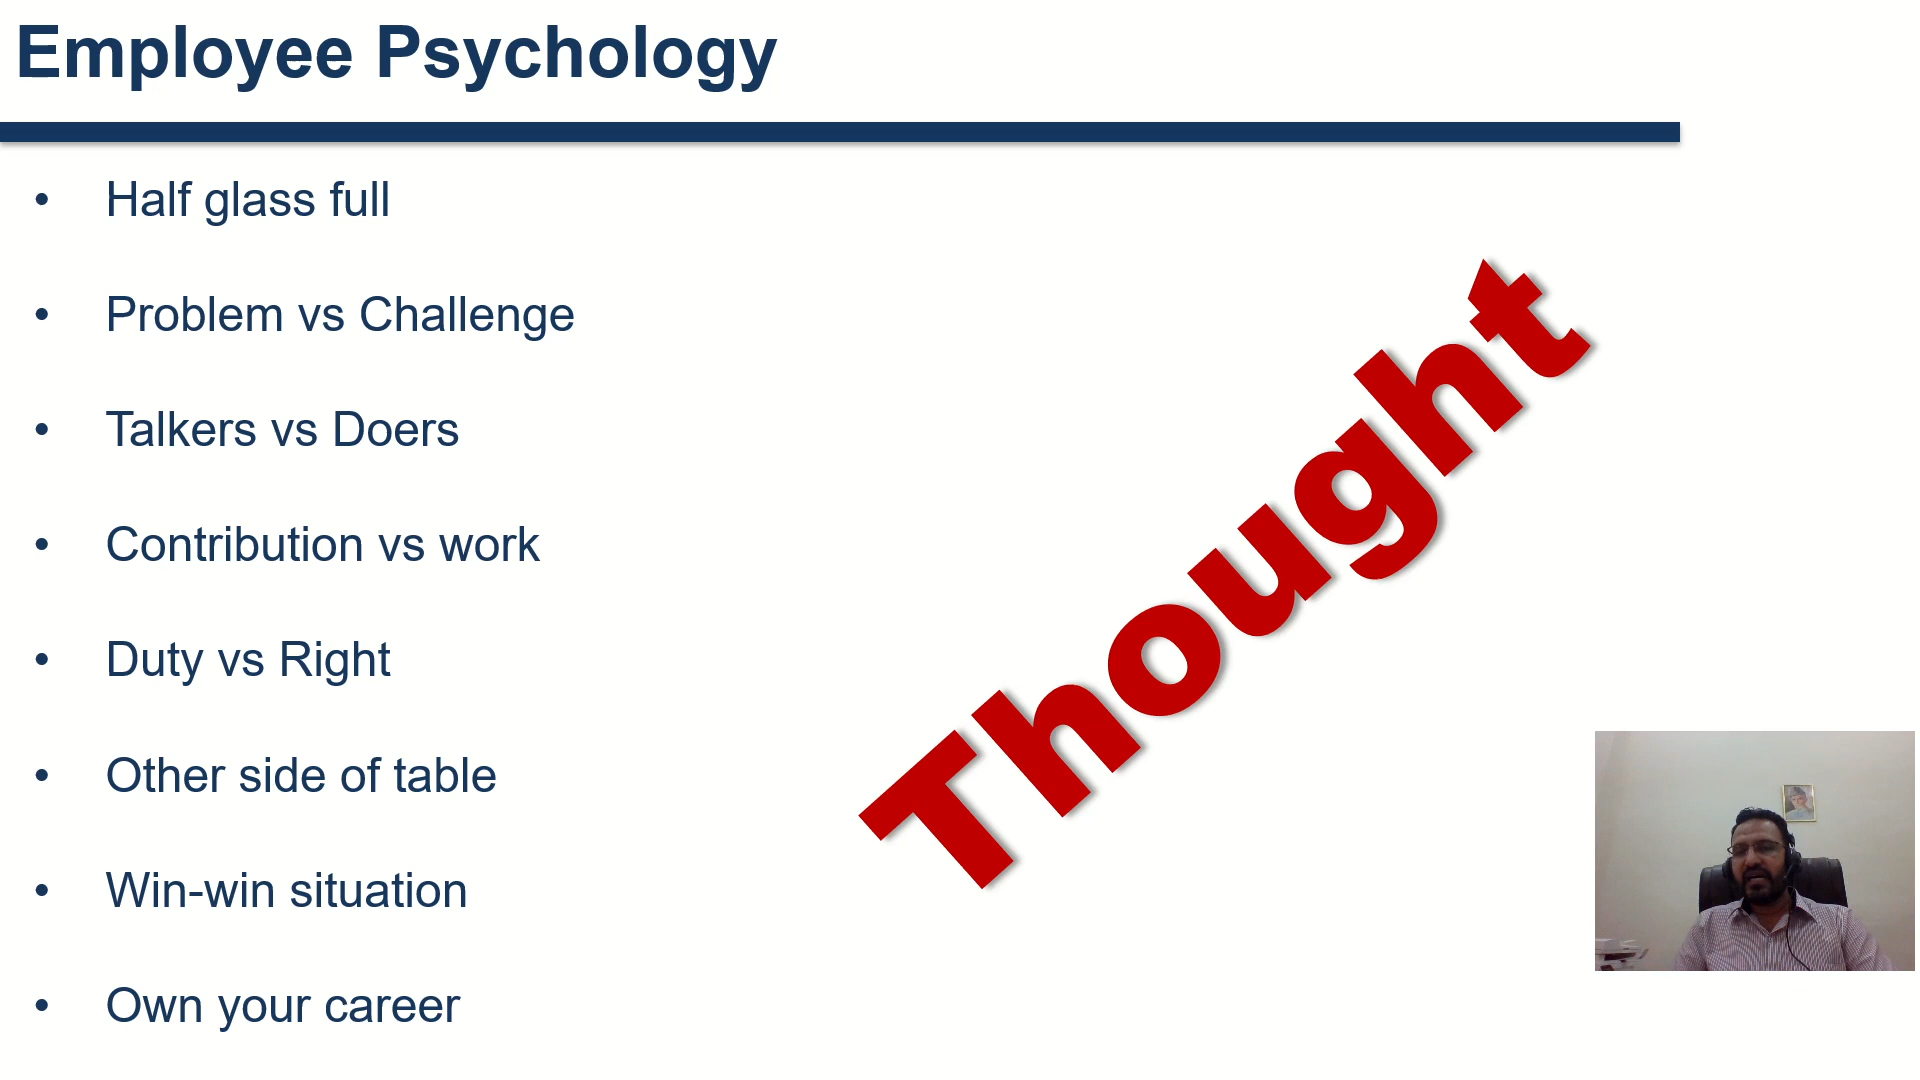 Employee Psychology
• Half glass full
• Problem vs Challenge
• Talkers vs Doers
• Contribution vs work
• Duty vs Right
• Other side of table
• Win-win situation
• Own your career
Thought